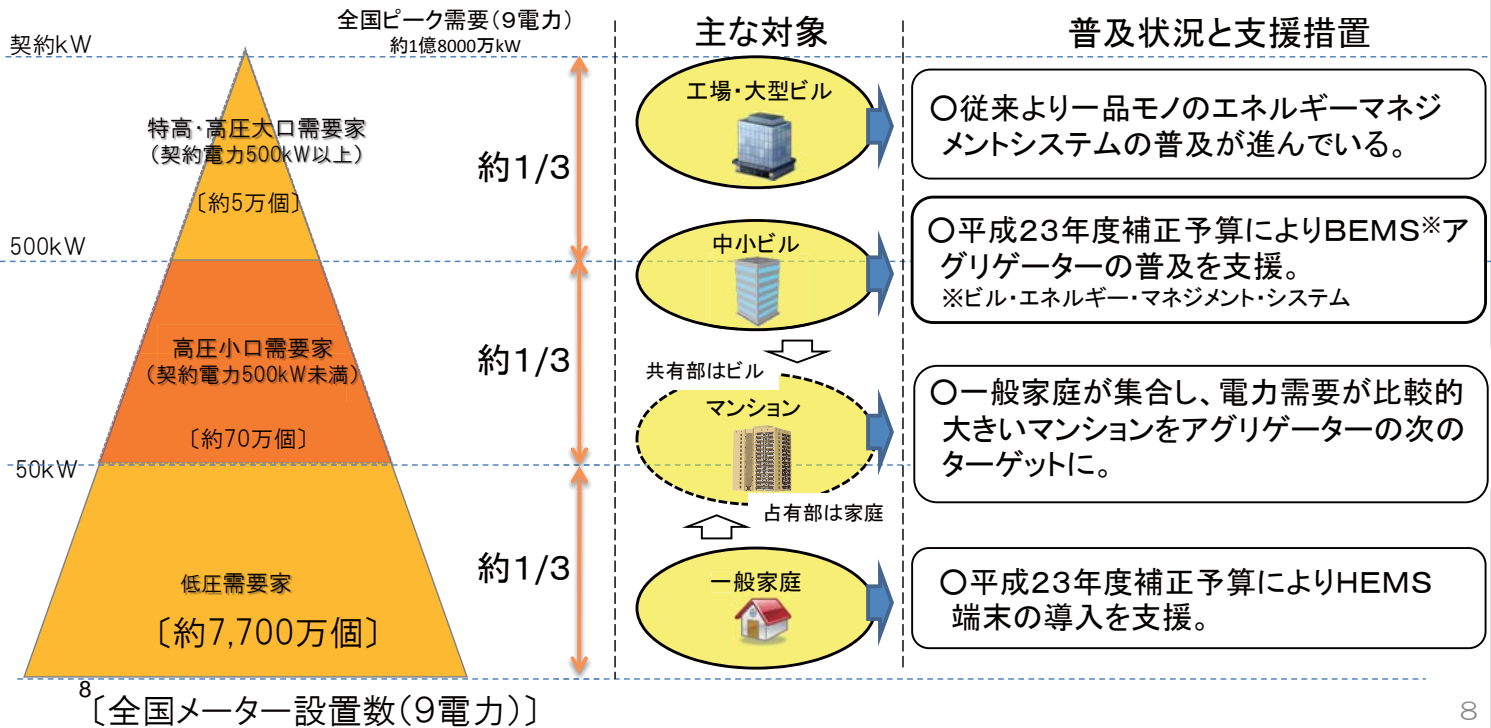 契約kW
全国ピーク需要(9電力)
約1億8000万kW
主な対象
普及状況と支援措置
特高・高圧大口需要家
(契約電力500kW以上)
〔約5万個〕
約1/3
工場・大型ビル
○従来より一品モノのエネルギーマネジ
メントシステムの普及が進んでいる。
500kW
高圧小口需要家
(契約電力500kW未満)
〔約70万個〕
約1/3
中小ビル
○平成23年度補正予算によりBEMS※ア
グリゲーターの普及を支援。
※ビル・エネルギー・マネジメント・システム
共有部はビル
マンション
占有部は家庭
○一般家庭が集合し、電力需要が比較的
大きいマンションをアグリゲーターの次の
ターゲットに。
50kW
低圧需要家
〔約7,700万個〕
約1/3
一般家庭
○平成23年度補正予算によりHEMS
端末の導入を支援。
8
〔全国メーター設置数(9電力)〕
8